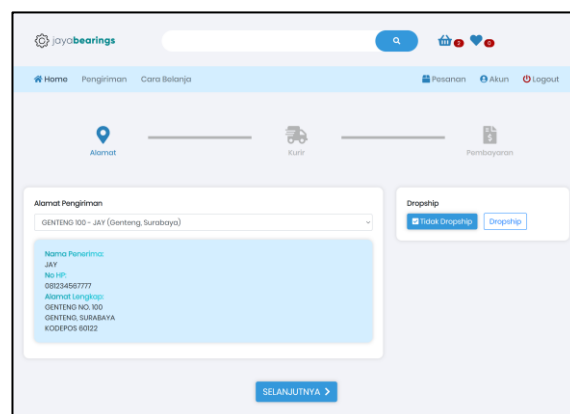 jayabearings
2
0
Home Pengiriman Cara Belanja
Pesanan Akun Logout
Alamat
Kurir
Pembayaran
Alamat Pengiriman
GENTENG 100 - JAY (Genteng, Surabaya)
Nama Penerima:
JAY
No HP:
081234567777
Alamat Lengkap:
GENTENG NO. 100
GENTENG, SURABAYA
KODEPOS 60122
Dropship
Tidak Dropship Dropship
SELANJUTNYA